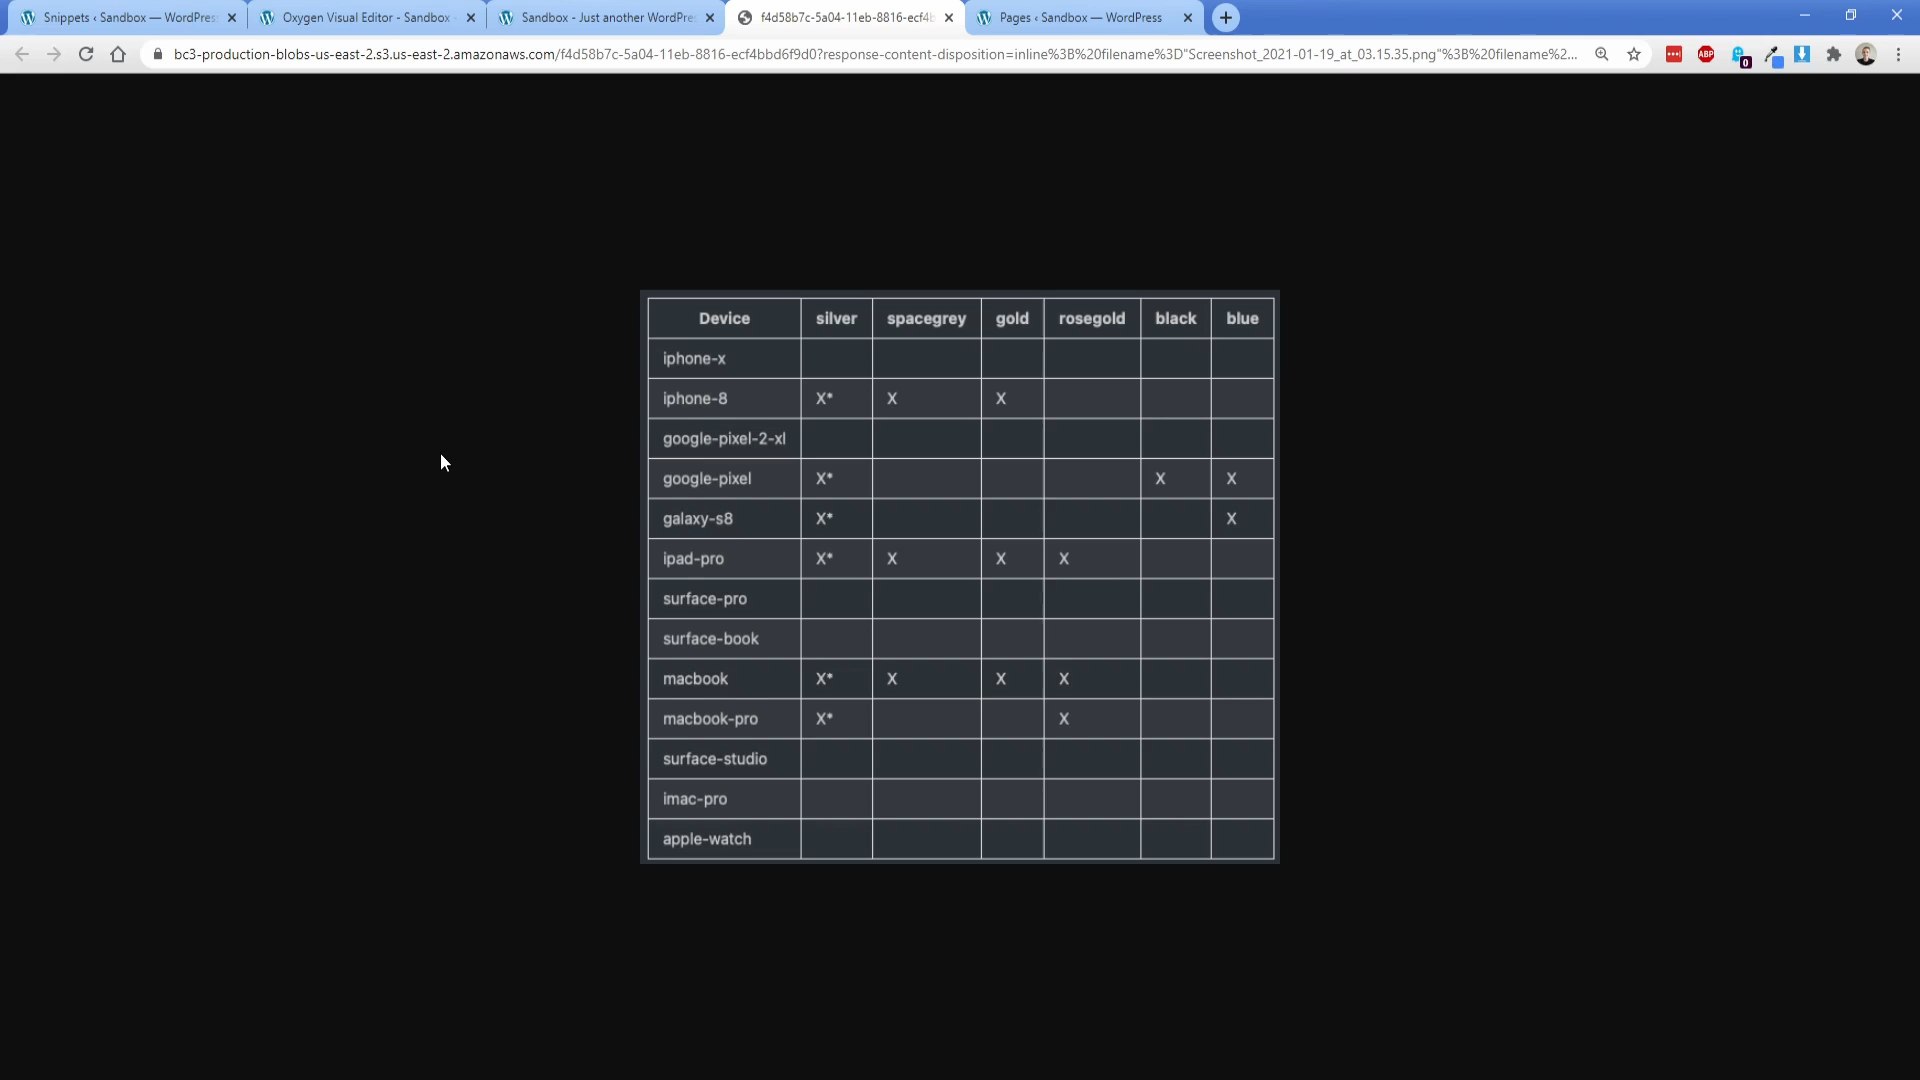 Snippets ‹ Sandbox — WordPres
Oxygen Visual Editor - Sandbox -
Sandbox - Just another WordPre
f4d58b7c-5a04-11eb-8816-ecf4b
Pages ‹ Sandbox — WordPress
bc3-production-blobs-us-east-2.s3.us-east-2.amazonaws.com/f4d58b7c-5a04-11eb-8816-ecf4bbd6f9d0?response-content-disposition=inline%3B%20filename%3D"Screenshot_2021-01-19_at_03.15.35.png"%3B%20filename%2... ABP 0
Device silver spacegrey gold rosegold black blue
iphone-x
iphone-8 X* X X
google-pixel-2-xl
google-pixel X* X X
galaxy-s8 X* X
ipad-pro X* X X X
surface-pro
surface-book
macbook X* X X X
macbook-pro X* X
surface-studio
imac-pro
apple-watch